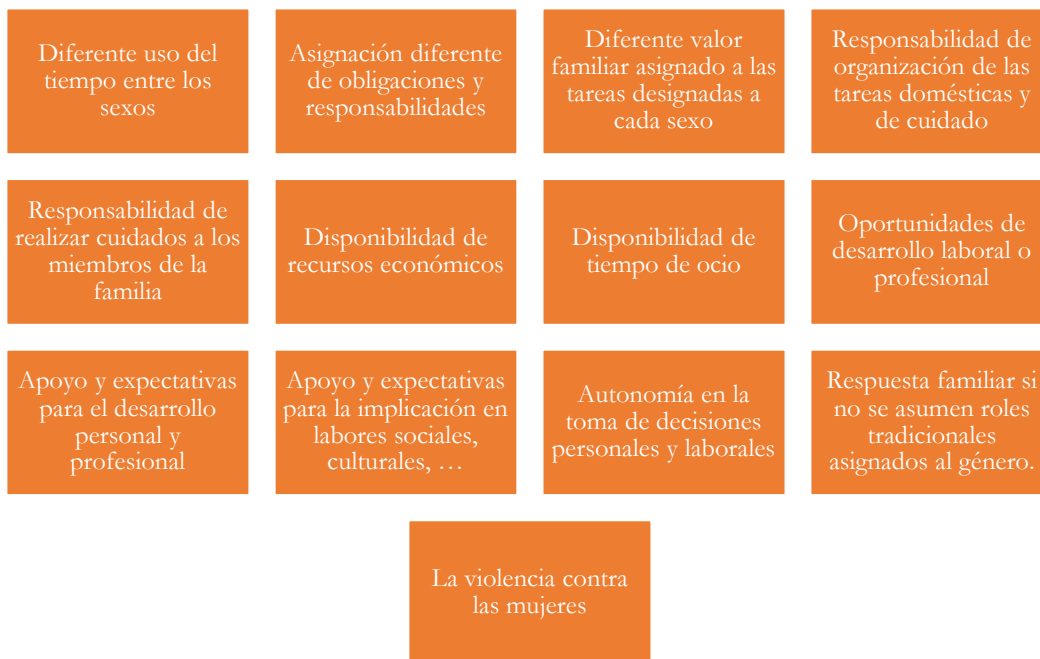 Diferente uso del
tiempo entre los
sexos
Asignación diferente
de obligaciones y
responsabilidades
Diferente valor
familiar asignado a las
tareas designadas a
cada sexo
Responsabilidad de
organización de las
tareas domésticas y
de cuidado
Responsabilidad de
realizar cuidados a los
miembros de la
familia
Disponibilidad de
recursos económicos
Disponibilidad de
tiempo de ocio
Oportunidades de
desarrollo laboral o
profesional
Apoyo y expectativas
para el desarrollo
personal y
profesional
Apoyo y expectativas
para la implicación en
labores sociales,
culturales, …
Autonomía en la
toma de decisiones
personales y laborales
Respuesta familiar si
no se asumen roles
tradicionales
asignados al género.
La violencia contra
las mujeres